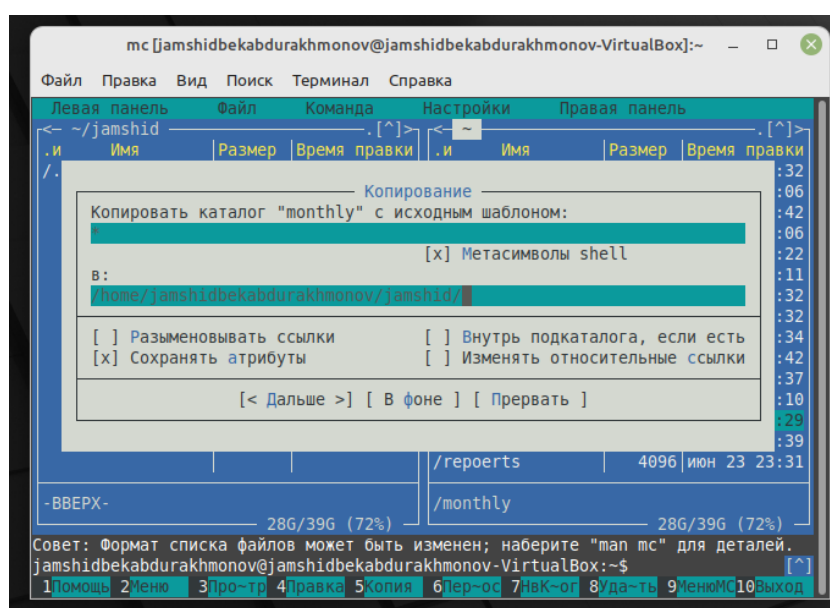 mc [jamshidbekabdurakhmonov@jamshidbekabdurakhmonov-VirtualBox]:~
Файл Правка Вид Поиск Терминал Справка
Левая панель Файл Команда Настройки Правая панель
<— ~/jamshid .[^]> <— ~ .[^]>
.и Имя Размер Время правки .и Имя Размер Время правки
/. :32
Копирование :06
Копировать каталог "monthly" с исходным шаблоном: :42
* :06
[x] Метасимволы shell :22
в: :11
/home/jamshidbekabdurakhmonov/jamshid/ :32
:32
[ ] Разыменовывать ссылки [ ] Внутрь подкаталога, если есть :34
[x] Сохранять атрибуты [ ] Изменять относительные ссылки :42
:37
[< Дальше >] [ В фоне ] [ Прервать ] :10
:29
:39
/repoerts 4096 июн 23 23:31
-ВВЕРХ- /monthly
28G/39G (72%) 28G/39G (72%)
Совет: Формат списка файлов может быть изменен; наберите "man mc" для деталей.
jamshidbekabdurakhmonov@jamshidbekabdurakhmonov-VirtualBox:~$ [^]
1Помощь 2Меню 3Про~тр 4Правка 5Копия 6Пер~ос 7НвК~ог 8Уда~ть 9МенюМС10Выход